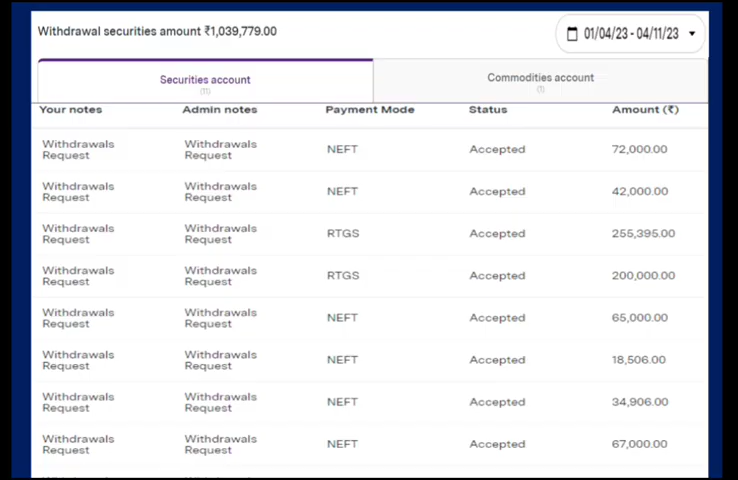 Withdrawal securities amount ₹1,039,779.00
01/04/23 - 04/11/23
Securities account
(11)
Commodities account
(1)
Your notes Admin notes Payment Mode Status Amount (₹)
Withdrawals Withdrawals
Request Request NEFT Accepted 72,000.00
Withdrawals Withdrawals
Request Request NEFT Accepted 42,000.00
Withdrawals Withdrawals
Request Request RTGS Accepted 255,395.00
Withdrawals Withdrawals
Request Request RTGS Accepted 200,000.00
Withdrawals Withdrawals
Request Request NEFT Accepted 65,000.00
Withdrawals Withdrawals
Request Request NEFT Accepted 18,506.00
Withdrawals Withdrawals
Request Request NEFT Accepted 34,906.00
Withdrawals Withdrawals
Request Request NEFT Accepted 67,000.00